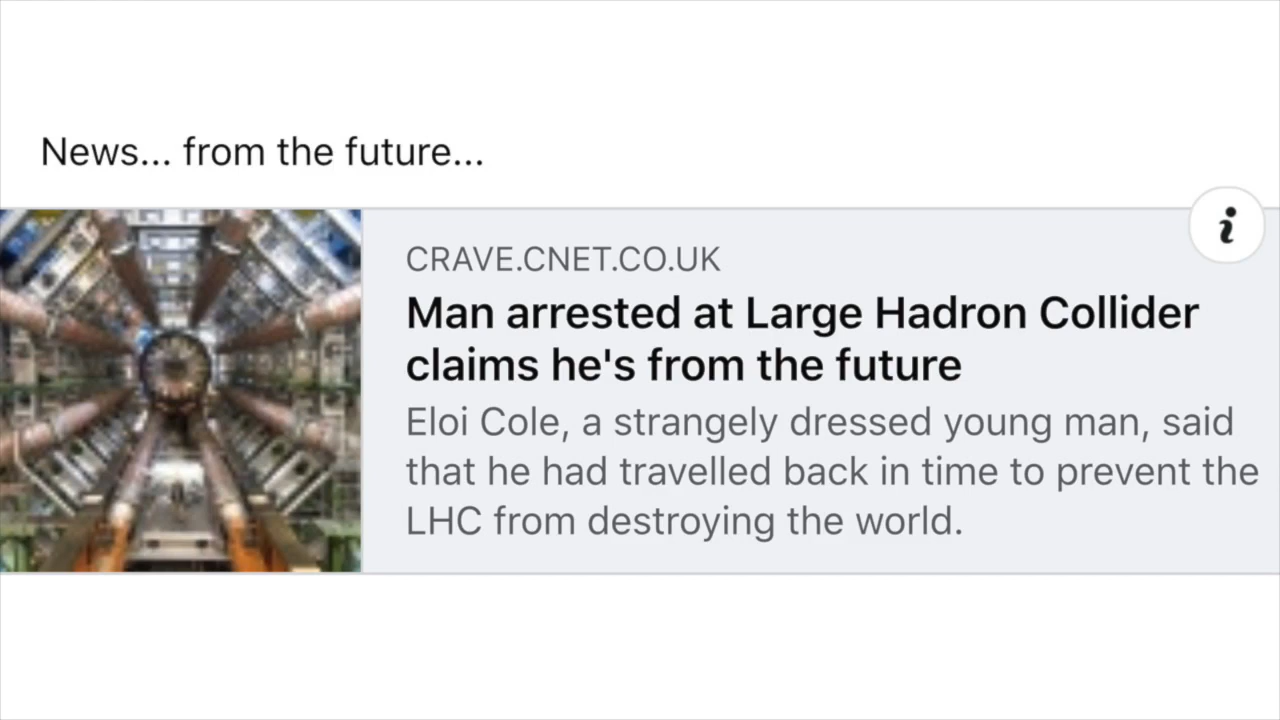 News... from the future...
CRAVE.CNET.CO.UK
Man arrested at Large Hadron Collider
claims he's from the future
Eloi Cole, a strangely dressed young man, said
that he had travelled back in time to prevent the
LHC from destroying the world.
i